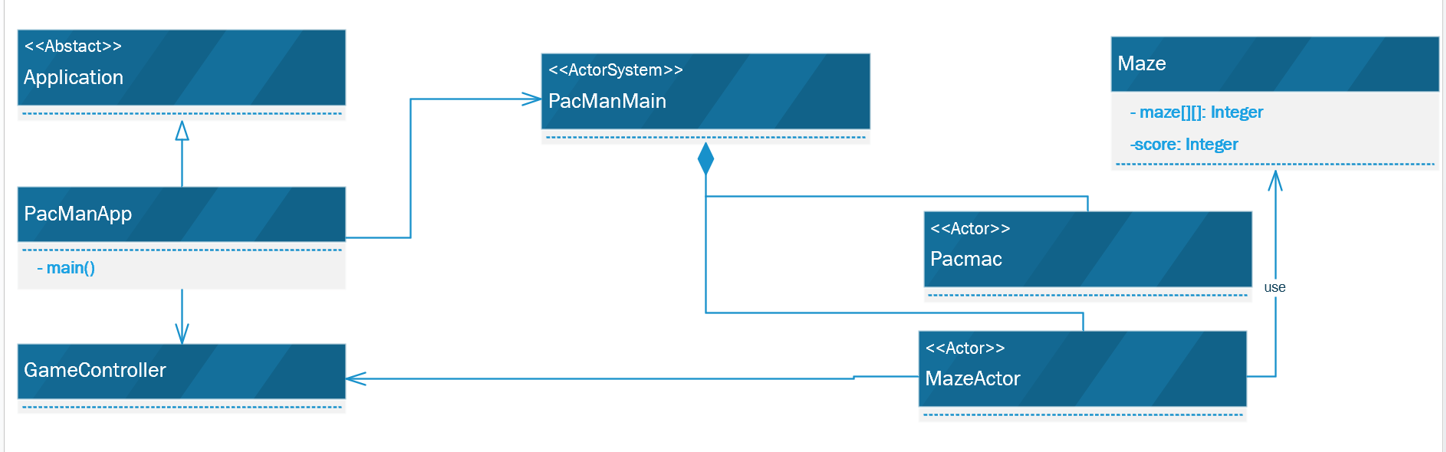 <<Abstact>>
Application
<<ActorSystem>>
PacManMain
Maze
- maze[][]: Integer
-score: Integer
PacManApp
- main()
<<Actor>>
Pacmac
use
<<Actor>>
MazeActor
GameController